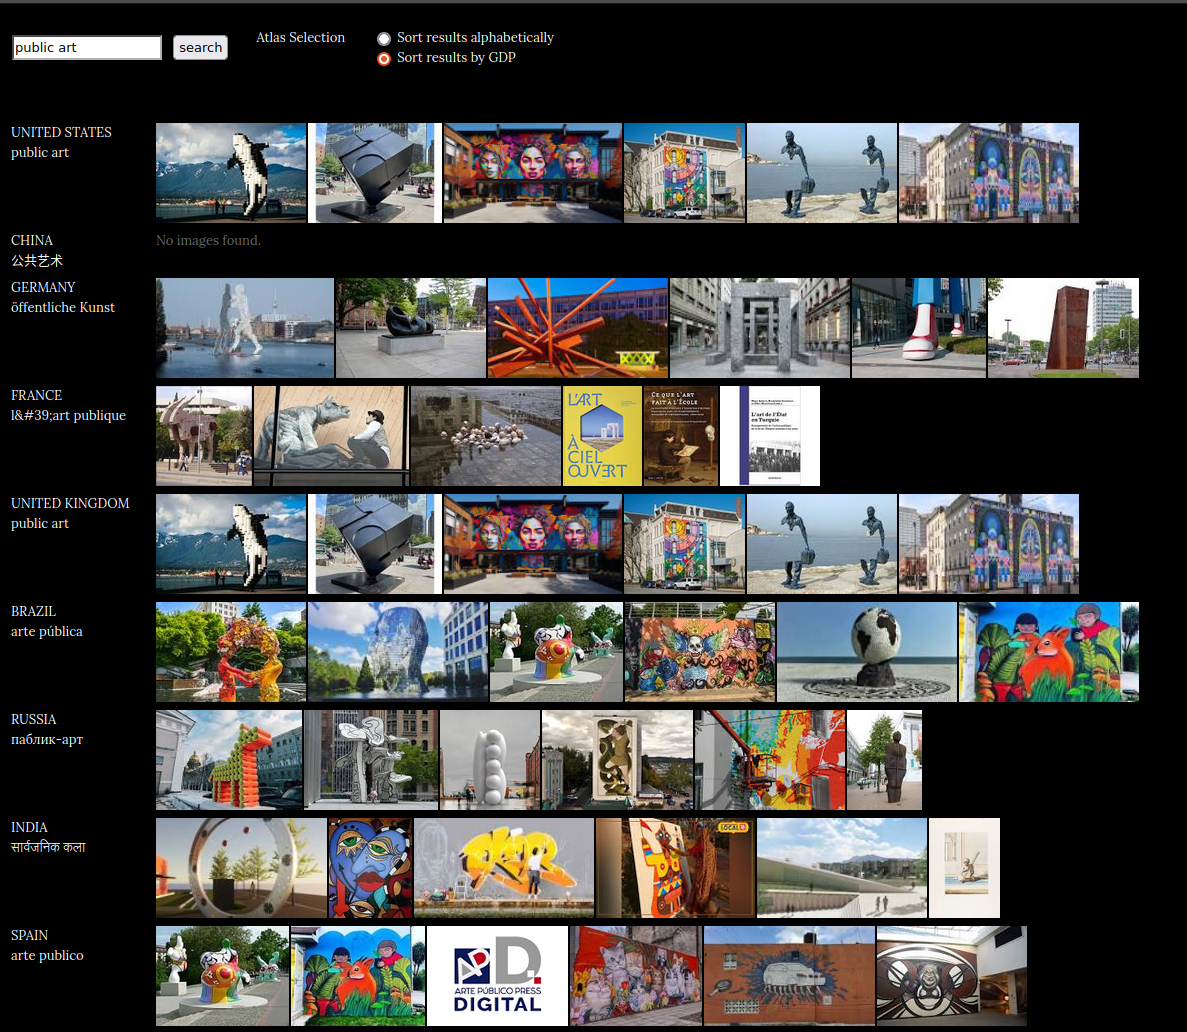 public art
search
Atlas Selection
Sort results alphabetically
Sort results by GDP
UNITED STATES
public art
CHINA
公共艺术
No images found.
GERMANY
öffentliche Kunst
FRANCE
l&#39;art publique
L'ART
À
CIEL
OUVERT
CE QUE L'ART
FAIT À L'ÉCOLE
L'art de l'État
en Turquie
UNITED KINGDOM
public art
BRAZIL
arte pública
RUSSIA
паблик-арт
INDIA
सार्वजनिक कला
LOCAL
SPAIN
arte publico
AP D.
ARTE PÚBLICO PRESS
DIGITAL